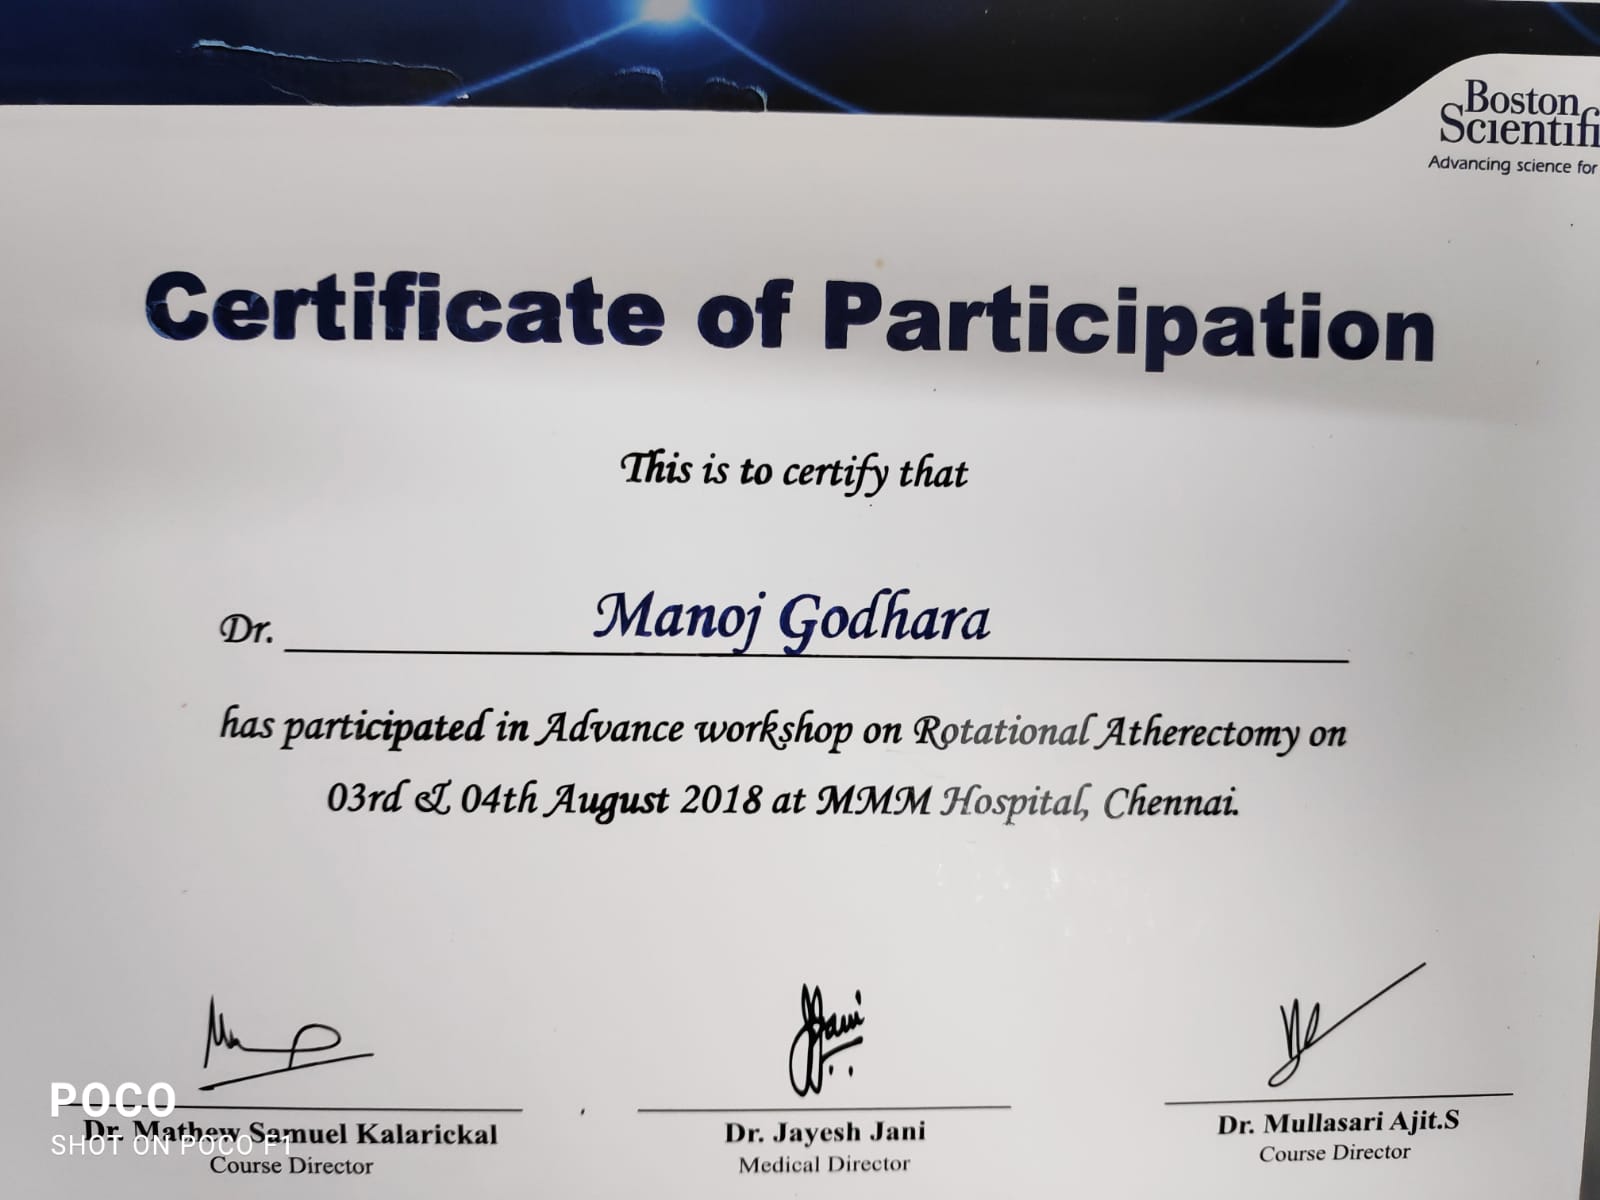 Boston
Scientifi
Advancing science for
Certificate of Participation
This is to certify that
Dr. Manoj Godhara
has participated in Advance workshop on Rotational Atherectomy on
03rd & 04th August 2018 at MMM Hospital, Chennai.
Jani
Dr. Mathew Samuel Kalarickal
Course Director
Dr. Jayesh Jani
Medical Director
Dr. Mullasari Ajit.S
Course Director
POCO
SHOT ON POCO F1